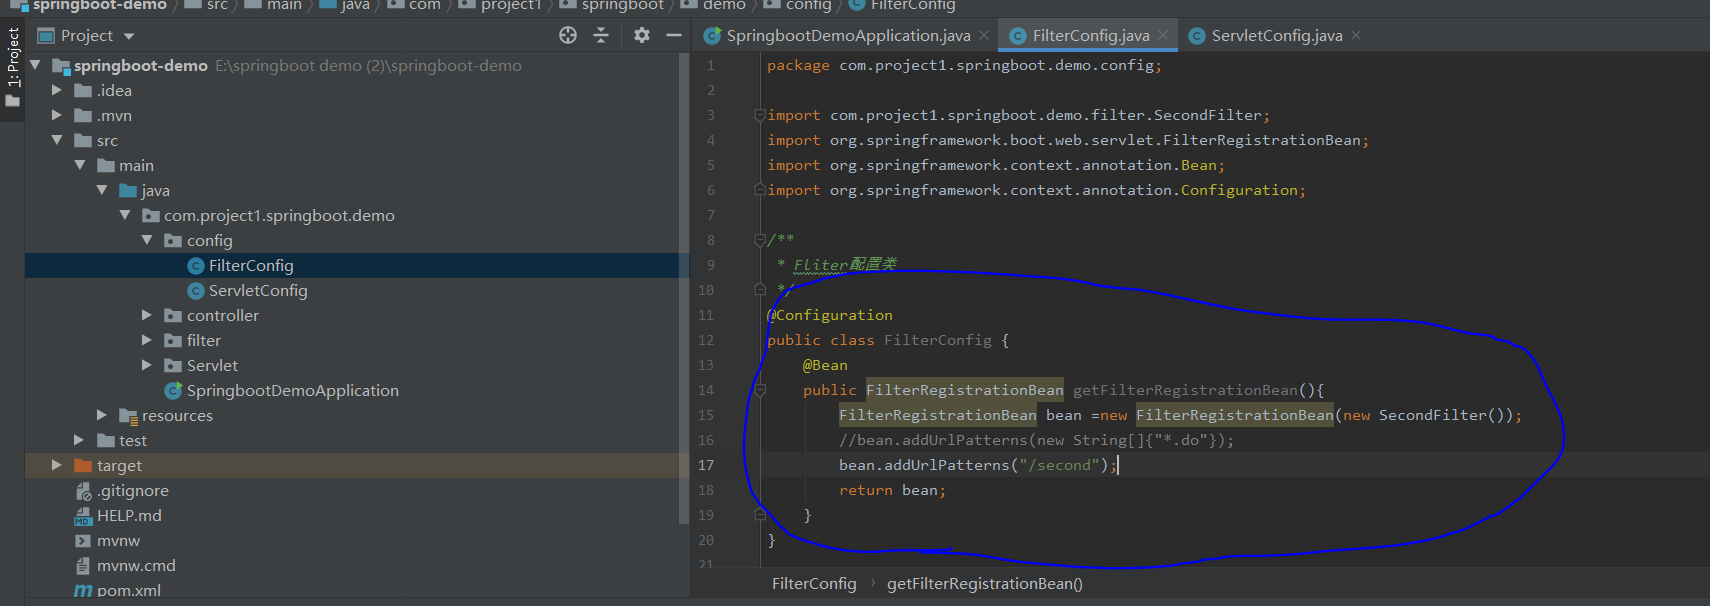 springboot-demo src main java com project1 springboot demo config FilterConfig
1: Project
Project
springboot-demo E:\springboot demo (2)\springboot-demo
.idea
.mvn
src
main
java
com.project1.springboot.demo
config
FilterConfig
ServletConfig
controller
filter
Servlet
SpringbootDemoApplication
resources
test
target
.gitignore
HELP.md
mvnw
mvnw.cmd
pom.xml
SpringbootDemoApplication.java FilterConfig.java ServletConfig.java
1 package com.project1.springboot.demo.config;
2
3 import com.project1.springboot.demo.filter.SecondFilter;
4 import org.springframework.boot.web.servlet.FilterRegistrationBean;
5 import org.springframework.context.annotation.Bean;
6 import org.springframework.context.annotation.Configuration;
7
8 /**
9 * Fliter配置类
10 */
11 @Configuration
12 public class FilterConfig {
13 @Bean
14 public FilterRegistrationBean getFilterRegistrationBean(){
15 FilterRegistrationBean bean =new FilterRegistrationBean(new SecondFilter());
16 //bean.addUrlPatterns(new String[]{"*.do"});
17 bean.addUrlPatterns("/second");
18 return bean;
19 }
20 }
21
FilterConfig › getFilterRegistrationBean()